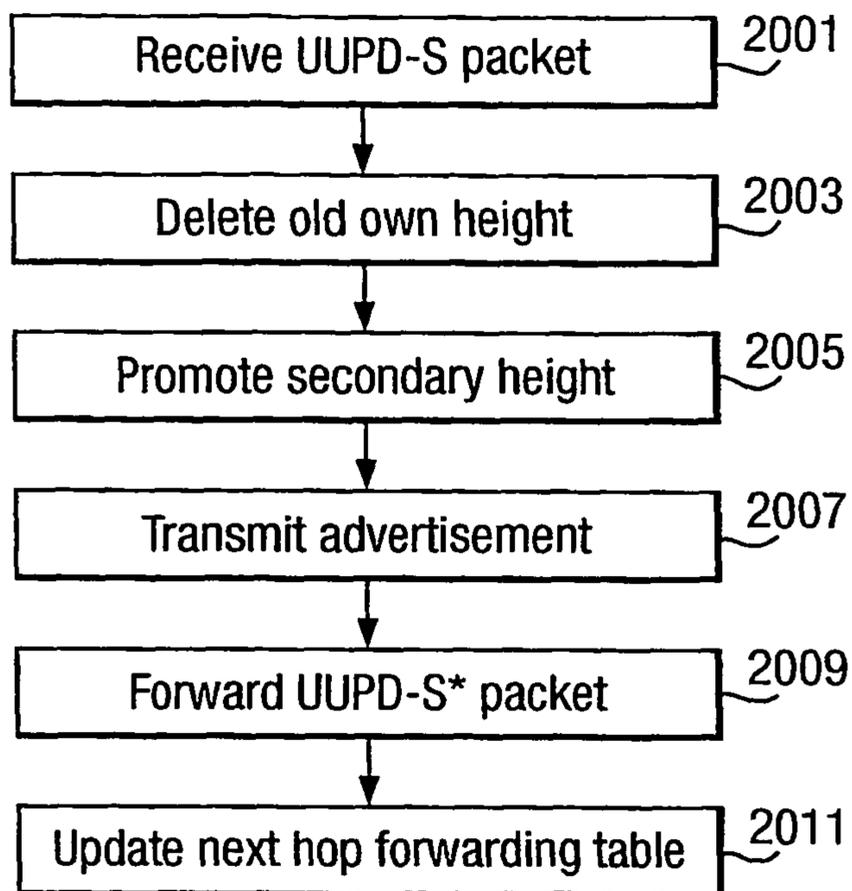 Receive UUPD-S packet 2001
Delete old own height 2003
Promote secondary height 2005
Transmit advertisement 2007
Forward UUPD-S* packet 2009
Update next hop forwarding table 2011